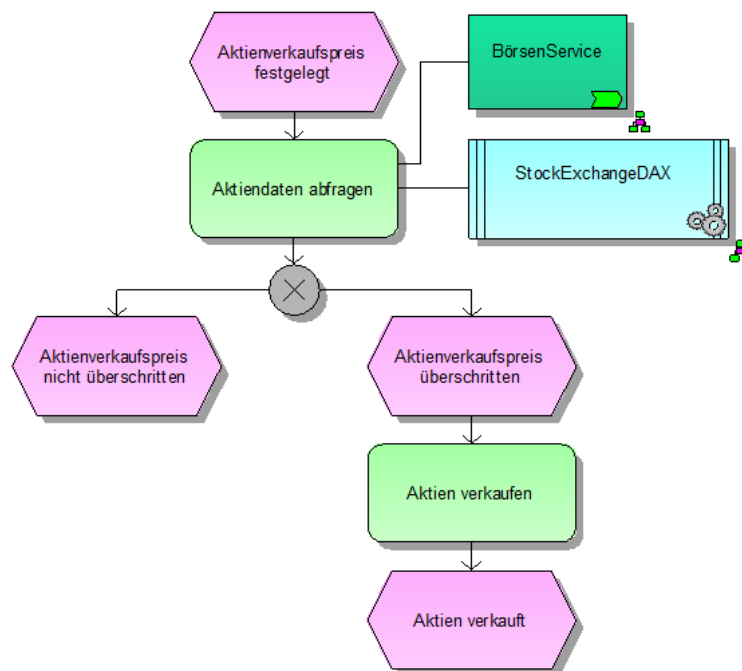 Aktienverkaufspreis
festgelegt
BörsenService
Aktiendaten abfragen
StockExchangeDAX
Aktienverkaufspreis
nicht überschritten
Aktienverkaufspreis
überschritten
Aktien verkaufen
Aktien verkauft